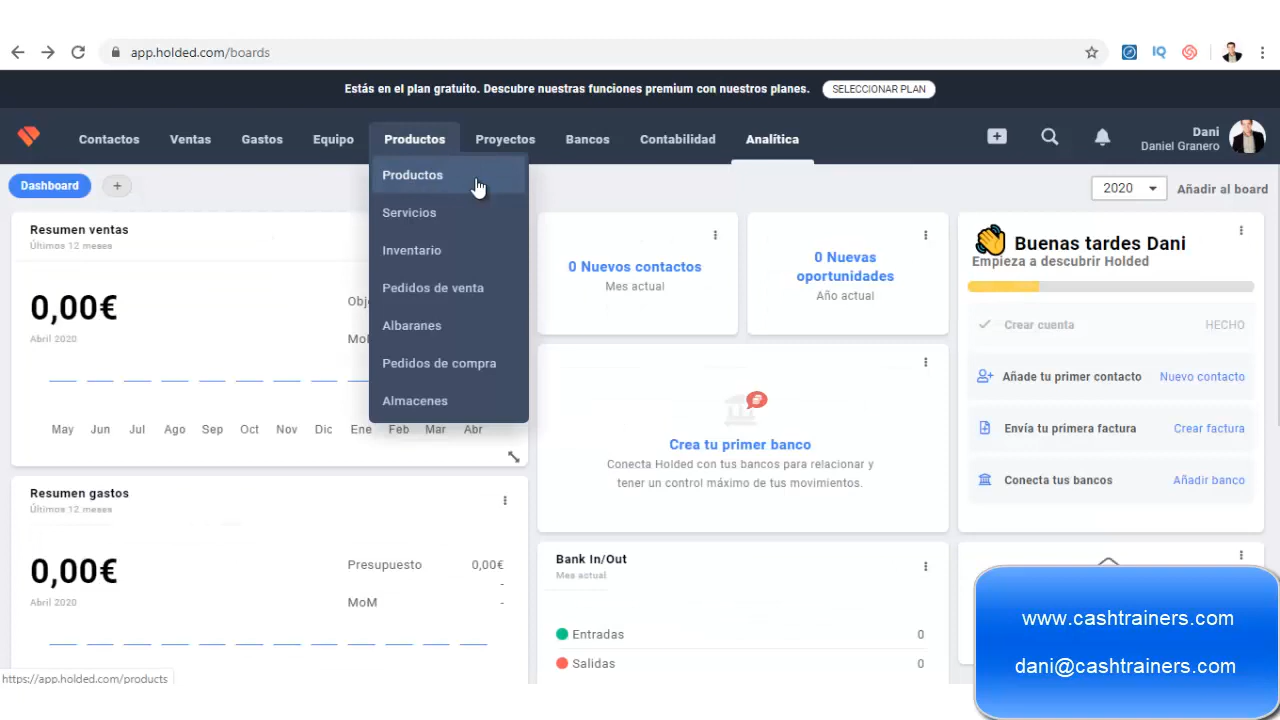 app.holded.com/boards
IQ
Estás en el plan gratuito. Descubre nuestras funciones premium con nuestros planes.
SELECCIONAR PLAN
Contactos
Ventas
Gastos
Equipo
Productos
Proyectos
Bancos
Contabilidad
Analítica
Dani
Daniel Granero
Dashboard
+
Productos
Servicios
Inventario
Pedidos de venta
Albaranes
Pedidos de compra
Almacenes
2020
Añadir al board
Resumen ventas
Últimos 12 meses
0,00€
Abril 2020
Obj
MoM
May Jun Jul Ago Sep Oct Nov Dic Ene Feb Mar Abr
0 Nuevos contactos
Mes actual
0 Nuevas
oportunidades
Año actual
Buenas tardes Dani
Empieza a descubrir Holded
Crear cuenta HECHO
Añade tu primer contacto Nuevo contacto
Envía tu primera factura Crear factura
Conecta tus bancos Añadir banco
Crea tu primer banco
Conecta Holded con tus bancos para relacionar y
tener un control máximo de tus movimientos.
Resumen gastos
Últimos 12 meses
0,00€
Abril 2020
Presupuesto 0,00€
-
MoM -
Bank In/Out
Mes actual
Entradas 0
Salidas 0
www.cashtrainers.com
dani@cashtrainers.com
https://app.holded.com/products